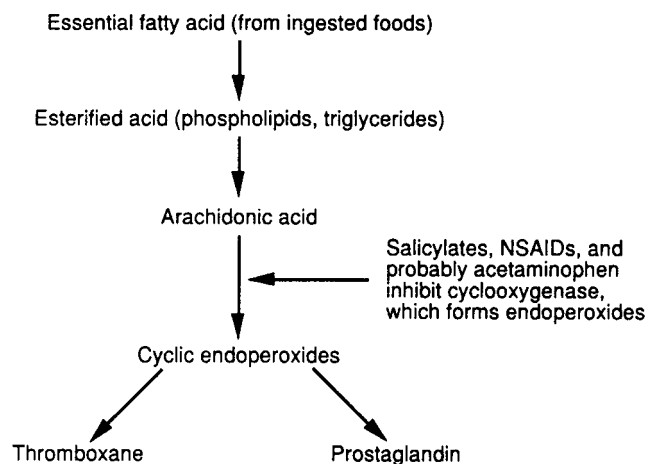 Essential fatty acid (from ingested foods)
Esterified acid (phospholipids, triglycerides)
Arachidonic acid
Salicylates, NSAIDs, and
probably acetaminophen
inhibit cyclooxygenase,
which forms endoperoxides
Cyclic endoperoxides
Thromboxane
Prostaglandin